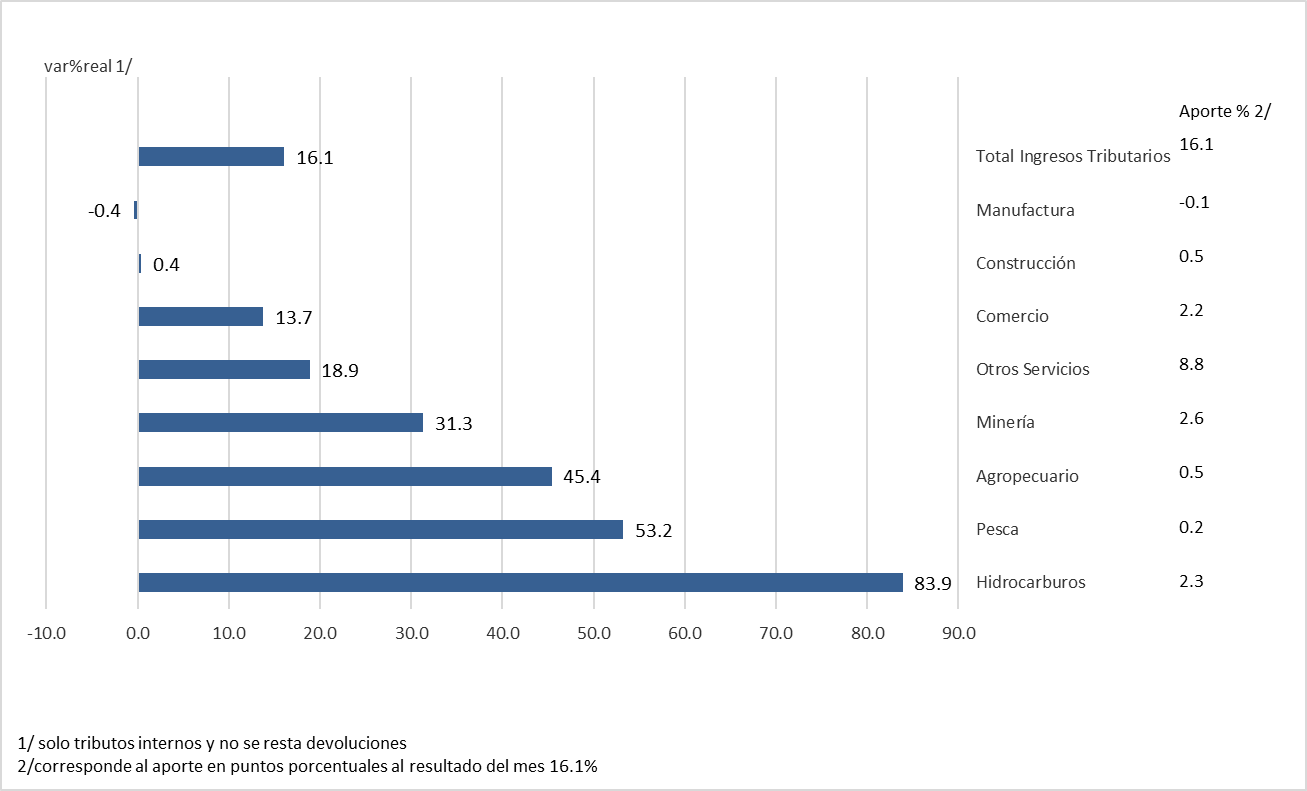 var%real 1/
Aporte % 2/
16.1 Total Ingresos Tributarios 16.1
-0.4 Manufactura -0.1
0.4 Construcción 0.5
13.7 Comercio 2.2
18.9 Otros Servicios 8.8
31.3 Minería 2.6
45.4 Agropecuario 0.5
53.2 Pesca 0.2
83.9 Hidrocarburos 2.3
-10.0 0.0 10.0 20.0 30.0 40.0 50.0 60.0 70.0 80.0 90.0
1/ solo tributos internos y no se resta devoluciones
2/corresponde al aporte en puntos porcentuales al resultado del mes 16.1%